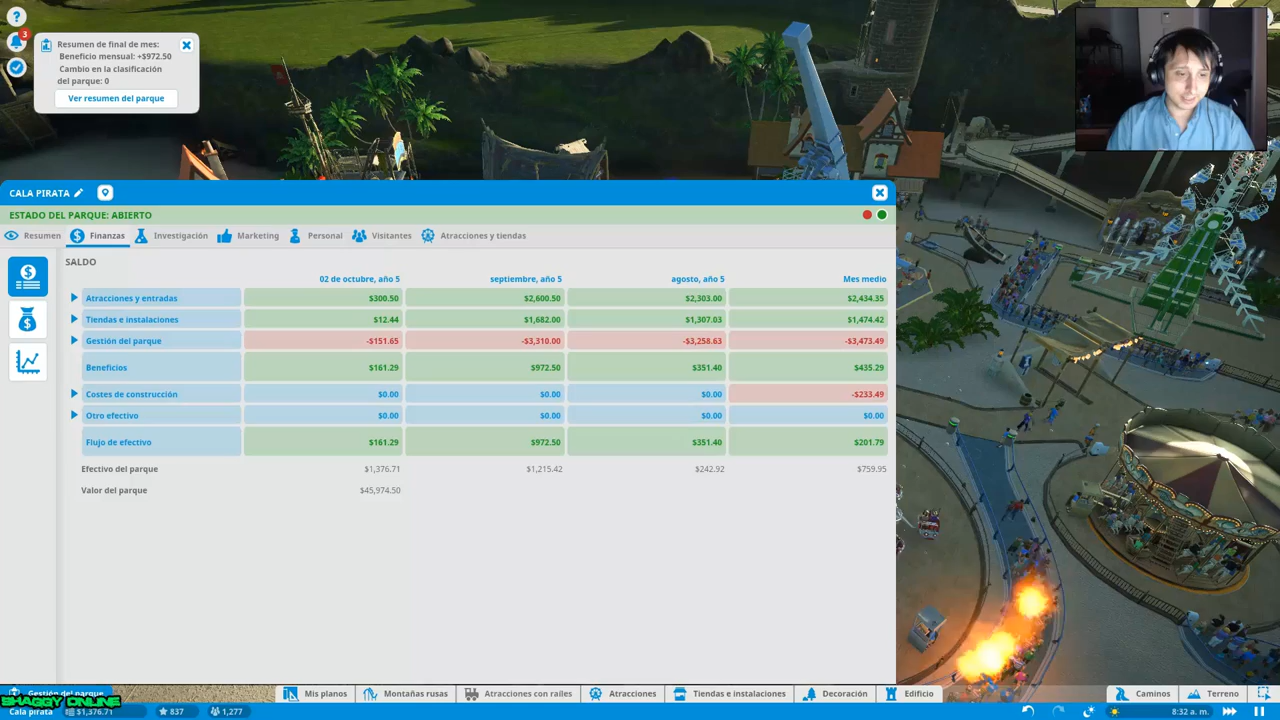 ?
3
Resumen de final de mes:
Beneficio mensual: +$972.50
Cambio en la clasificación
del parque: 0
Ver resumen del parque
CALA PIRATA
ESTADO DEL PARQUE: ABIERTO
Resumen Finanzas Investigación Marketing Personal Visitantes Atracciones y tiendas
SALDO
02 de octubre, año 5 septiembre, año 5 agosto, año 5 Mes medio
Atracciones y entradas $300.50 $2,600.50 $2,303.00 $2,434.35
Tiendas e instalaciones $12.44 $1,682.00 $1,307.03 $1,474.42
Gestión del parque -$151.65 -$3,310.00 -$3,258.63 -$3,473.49
Beneficios $161.29 $972.50 $351.40 $435.29
Costes de construcción $0.00 $0.00 $0.00 -$233.49
Otro efectivo $0.00 $0.00 $0.00 $0.00
Flujo de efectivo $161.29 $972.50 $351.40 $201.79
Efectivo del parque $1,376.71 $1,215.42 $242.92 $759.95
Valor del parque $45,974.50
Gestión del parque Mis planos Montañas rusas Atracciones con raíles Atracciones Tiendas e instalaciones Decoración Edificio Caminos Terreno
SHAGGY ONLINE
Cala pirata $1,376.71 837 1,277 8:32 a. m.